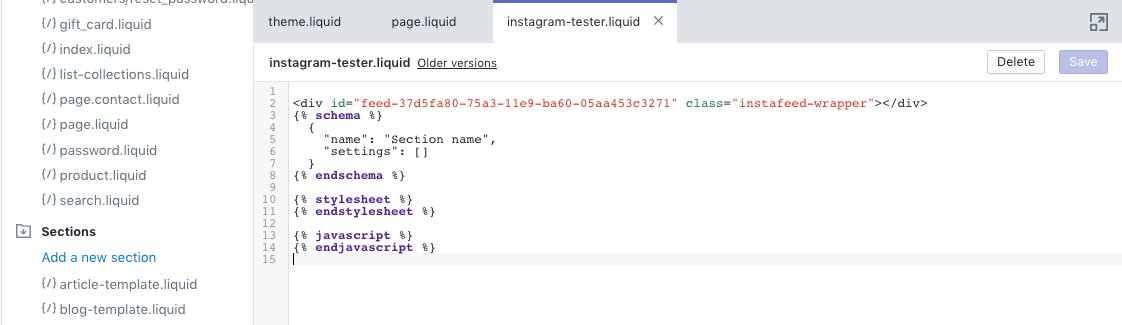 customers/reset_password.liqu
{/} gift_card.liquid
{/} index.liquid
{/} list-collections.liquid
{/} page.contact.liquid
{/} page.liquid
{/} password.liquid
{/} product.liquid
{/} search.liquid
Sections
Add a new section
{/} article-template.liquid
{/} blog-template.liquid
theme.liquid page.liquid instagram-tester.liquid ×
instagram-tester.liquid Older versions Delete Save
1
2 <div id="feed-37d5fa80-75a3-11e9-ba60-05aa453c3271" class="instafeed-wrapper"></div>
3 {% schema %}
4   {
5     "name": "Section name",
6     "settings": []
7   }
8 {% endschema %}
9
10 {% stylesheet %}
11 {% endstylesheet %}
12
13 {% javascript %}
14 {% endjavascript %}
15